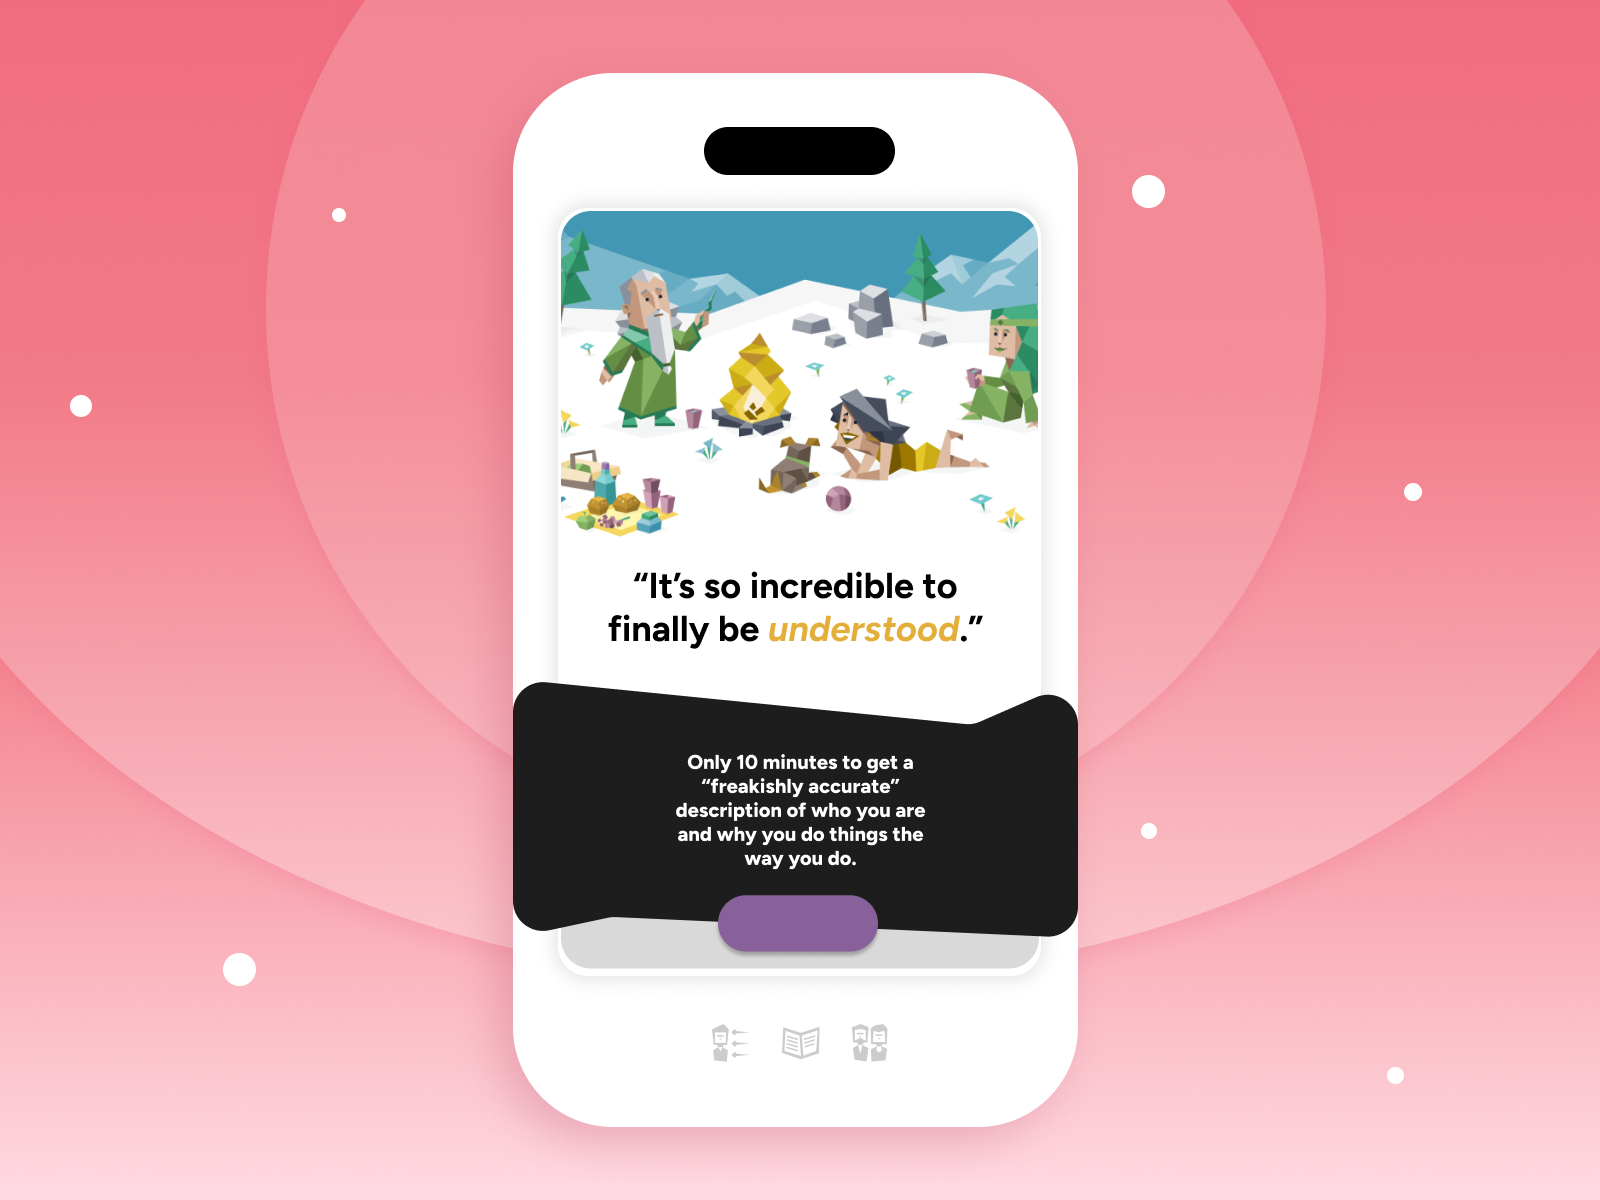 “It’s so incredible to
finally be understood.”
Only 10 minutes to get a
“freakishly accurate”
description of who you are
and why you do things the
way you do.